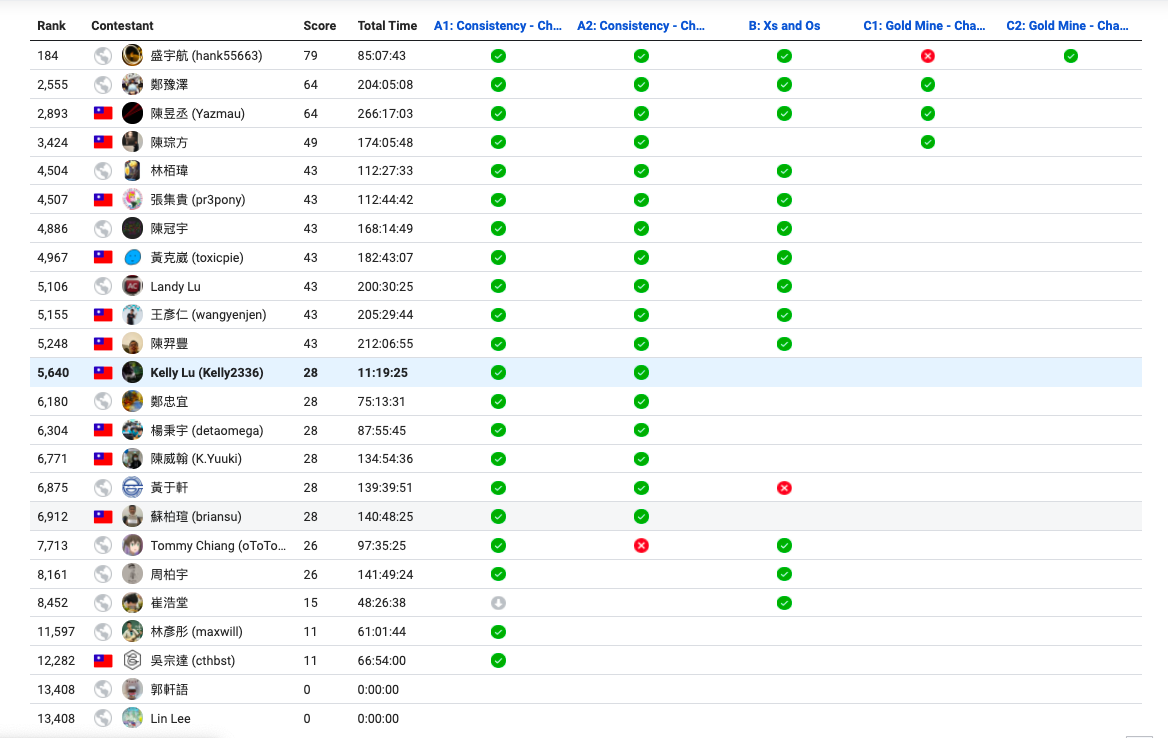 Rank Contestant Score Total Time A1: Consistency - Ch... A2: Consistency - Ch... B: Xs and Os C1: Gold Mine - Cha... C2: Gold Mine - Cha...
184 盛宇航 (hank55663) 79 85:07:43
2,555 鄭豫澤 64 204:05:08
2,893 陳昱丞 (Yazmau) 64 266:17:03
3,424 陳琮方 49 174:05:48
4,504 林栢瑋 43 112:27:33
4,507 張集貴 (pr3pony) 43 112:44:42
4,886 陳冠宇 43 168:14:49
4,967 黃克崴 (toxicpie) 43 182:43:07
5,106 Landy Lu 43 200:30:25
5,155 王彥仁 (wangyenjen) 43 205:29:44
5,248 陳羿豐 43 212:06:55
5,640 Kelly Lu (Kelly2336) 28 11:19:25
6,180 鄭忠宜 28 75:13:31
6,304 楊秉宇 (detaomega) 28 87:55:45
6,771 陳威翰 (K.Yuuki) 28 134:54:36
6,875 黃于軒 28 139:39:51
6,912 蘇柏瑄 (briansu) 28 140:48:25
7,713 Tommy Chiang (oToTo... 26 97:35:25
8,161 周柏宇 26 141:49:24
8,452 崔浩堂 15 48:26:38
11,597 林彥彤 (maxwill) 11 61:01:44
12,282 吳宗達 (cthbst) 11 66:54:00
13,408 郭軒語 0 0:00:00
13,408 Lin Lee 0 0:00:00